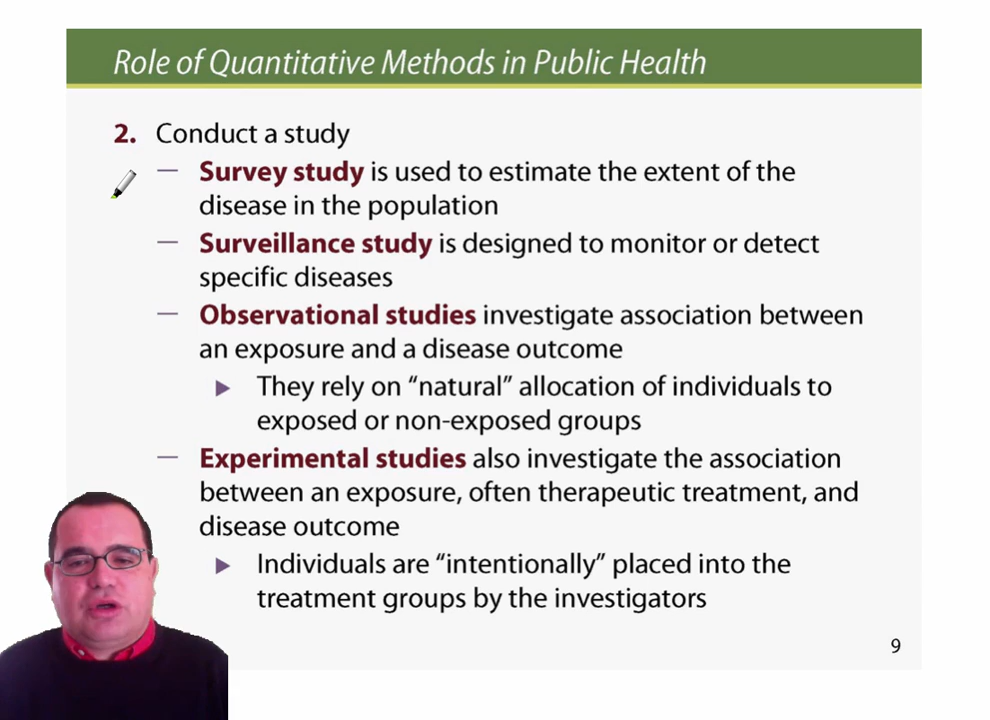 Role of Quantitative Methods in Public Health
2. Conduct a study
— Survey study is used to estimate the extent of the
disease in the population
— Surveillance study is designed to monitor or detect
specific diseases
— Observational studies investigate association between
an exposure and a disease outcome
▶ They rely on “natural” allocation of individuals to
exposed or non-exposed groups
— Experimental studies also investigate the association
between an exposure, often therapeutic treatment, and
disease outcome
▶ Individuals are “intentionally” placed into the
treatment groups by the investigators
9